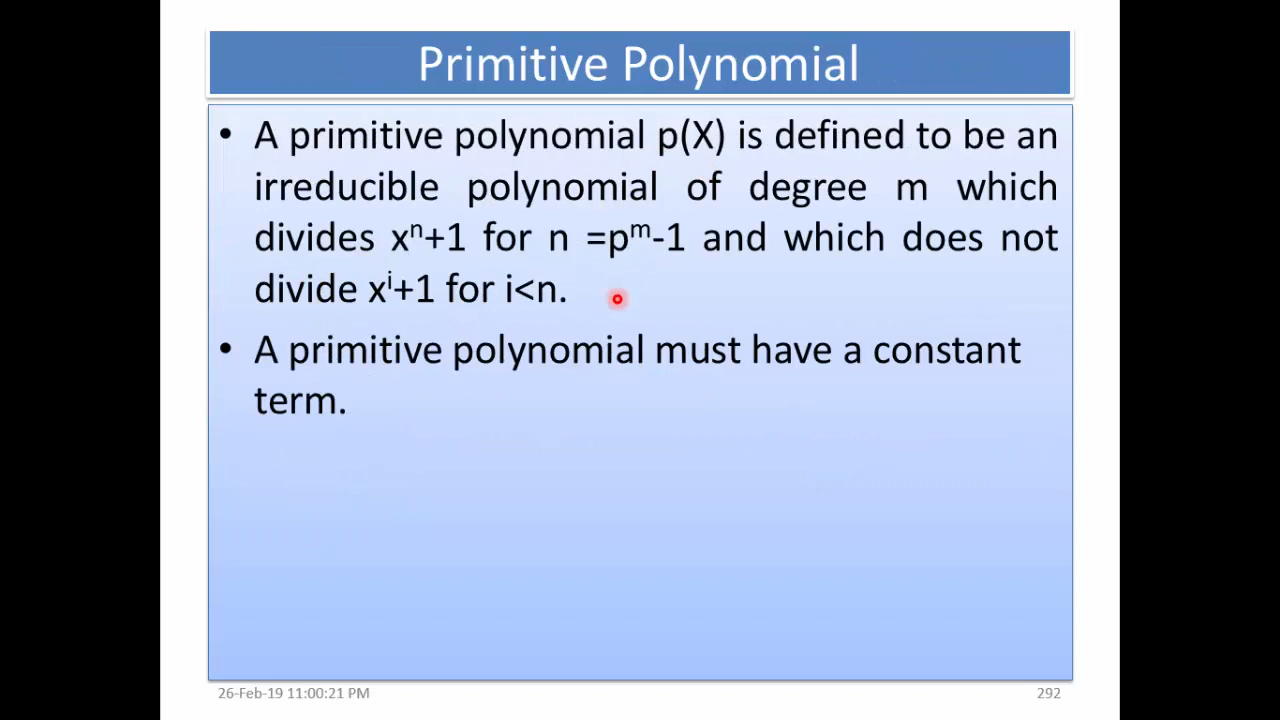 Primitive Polynomial
• A primitive polynomial p(X) is defined to be an
irreducible polynomial of degree m which
divides xⁿ+1 for n =pᵐ-1 and which does not
divide xⁱ+1 for i<n.
• A primitive polynomial must have a constant
term.
26-Feb-19 11:00:21 PM
292